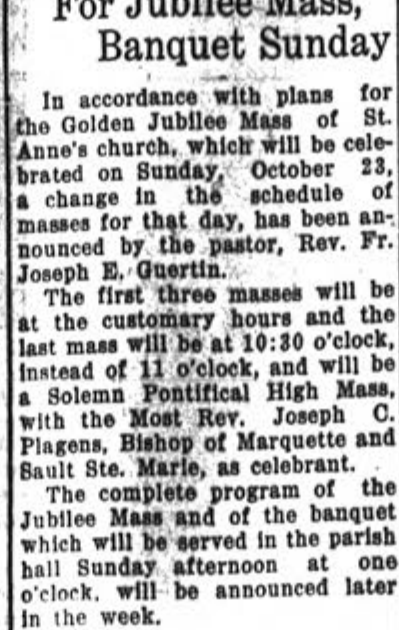 For Jubilee Mass,
Banquet Sunday
In accordance with plans for
the Golden Jubilee Mass of St.
Anne's church, which will be cele-
brated on Sunday, October 23,
a change in the schedule of
masses for that day, has been an-
nounced by the pastor, Rev. Fr.
Joseph E. Guertin.
The first three masses will be
at the customary hours and the
last mass will be at 10:30 o'clock,
instead of 11 o'clock, and will be
a Solemn Pontifical High Mass,
with the Most Rev. Joseph C.
Plagens, Bishop of Marquette and
Sault Ste. Marie, as celebrant.
The complete program of the
Jubilee Mass and of the banquet
which will be served in the parish
hall Sunday afternoon at one
o'clock, will be announced later
in the week.